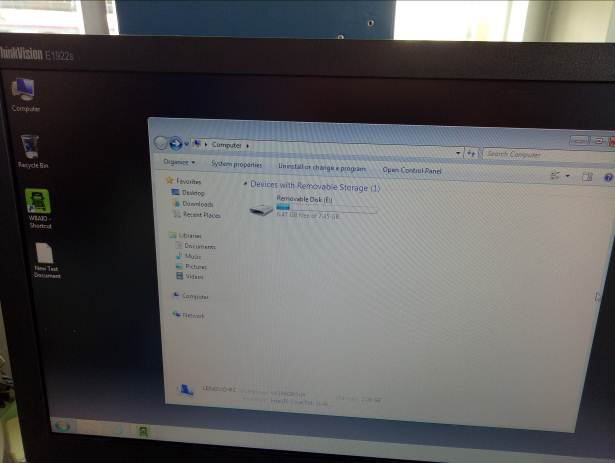 ThinkVision E1922s
Computer
Recycle Bin
WBAIO -
Shortcut
New Text
Document
Computer
Search Computer
Organize
System properties
Uninstall or change a program
Open Control Panel
Favorites
Desktop
Downloads
Recent Places
Libraries
Documents
Music
Pictures
Videos
Computer
Network
Devices with Removable Storage (1)
Removable Disk (E:)
6.41 GB free of 7.45 GB
WORKGROUP